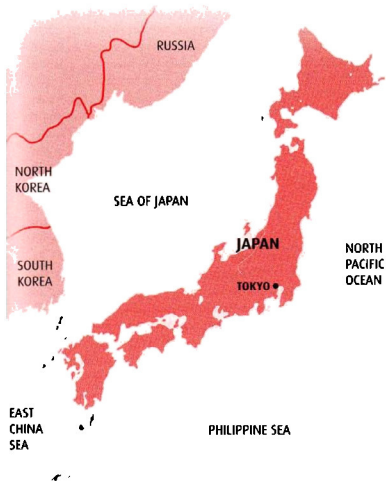 RUSSIA
NORTH
KOREA
SEA OF JAPAN
JAPAN
NORTH
PACIFIC
OCEAN
SOUTH
KOREA
TOKYO
EAST
CHINA
SEA
PHILIPPINE SEA